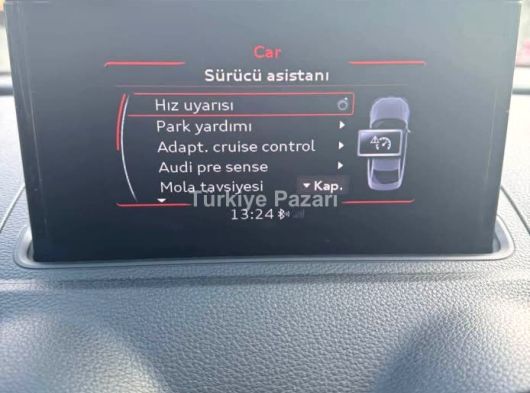 Car
Sürücü asistanı
Hız uyarısı
Park yardımı
Adapt. cruise control
Audi pre sense
Mola tavsiyesi Kap.
Türkiye Pazarı
13:24